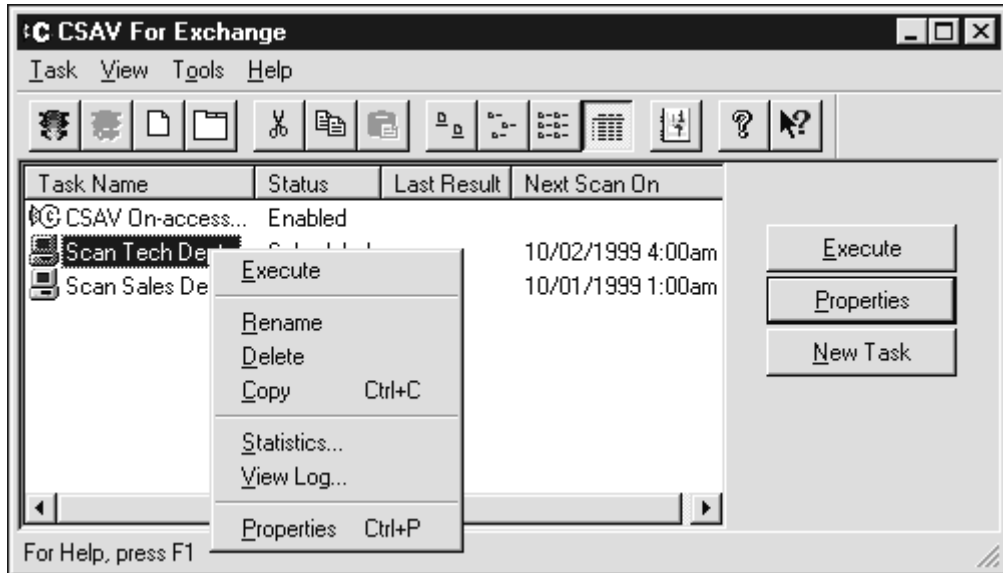 CSAV For Exchange
Task View Tools Help
Task Name Status Last Result Next Scan On
CSAV On-access... Enabled
Scan Tech 10/02/1999 4:00am
Scan Sales 10/01/1999 1:00am
Execute
Rename
Delete
Copy Ctrl+C
Statistics...
View Log...
Properties Ctrl+P
Execute
Properties
New Task
For Help, press F1